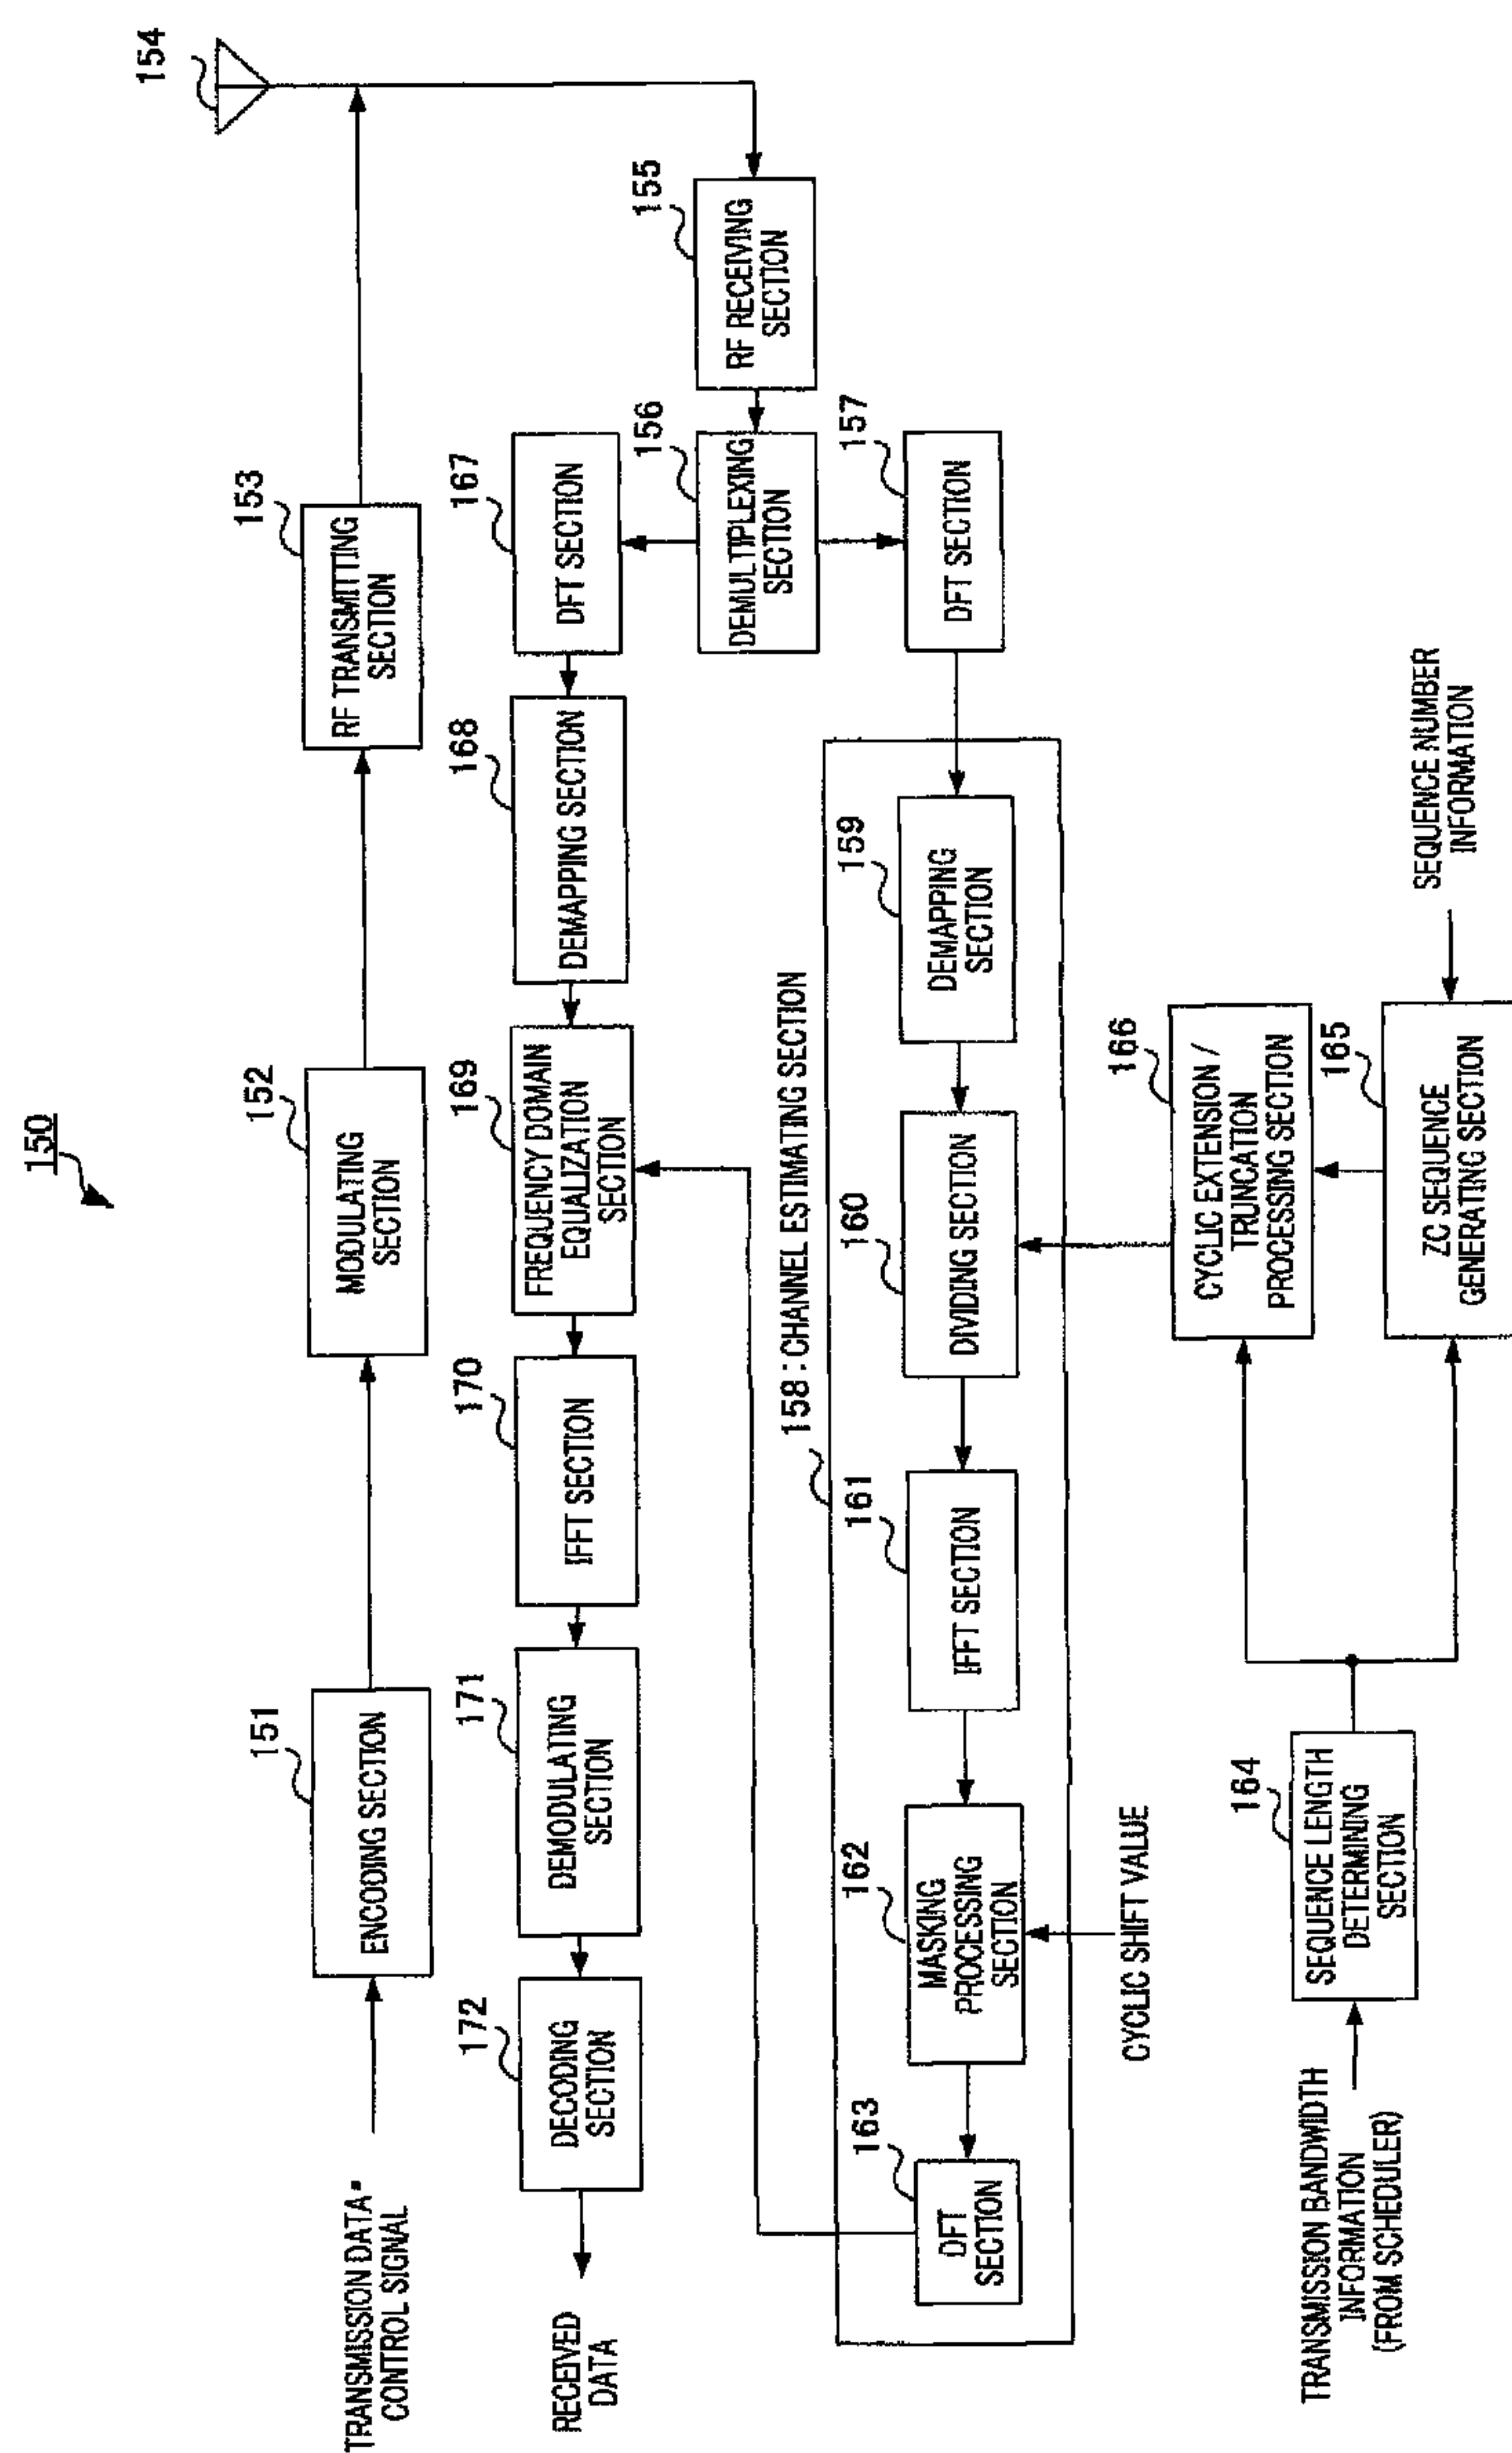 150
TRANSMISSION DATA・
CONTROL SIGNAL
151
ENCODING SECTION
152
MODULATING
SECTION
153
RF TRANSMITTING
SECTION
154
RECEIVED
DATA
172
DECODING
SECTION
171
DEMODULATING
SECTION
170
IFFT SECTION
169
FREQUENCY DOMAIN
EQUALIZATION
SECTION
168
DEMAPPING SECTION
167
DFT SECTION
156
DEMULTIPLEXING
SECTION
155
RF RECEIVING
SECTION
157
DFT SECTION
158 : CHANNEL ESTIMATING SECTION
163
DFT
SECTION
162
MASKING
PROCESSING
SECTION
161
IFFT SECTION
160
DIVIDING SECTION
159
DEMAPPING
SECTION
CYCLIC SHIFT VALUE
166
CYCLIC EXTENSION /
TRUNCATION
PROCESSING SECTION
TRANSMISSION BANDWIDTH
INFORMATION
(FROM SCHEDULER)
164
SEQUENCE LENGTH
DETERMINING
SECTION
165
ZC SEQUENCE
GENERATING SECTION
SEQUENCE NUMBER
INFORMATION